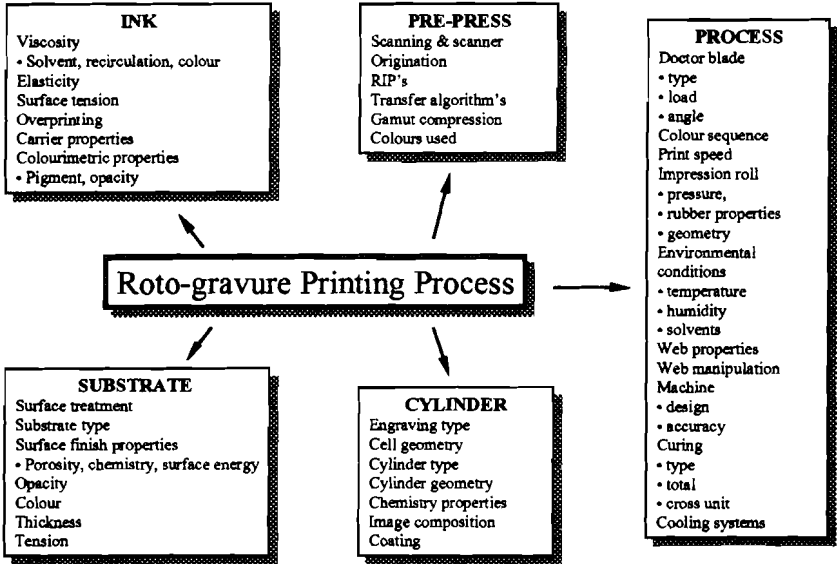 INK
Viscosity
• Solvent, recirculation, colour
Elasticity
Surface tension
Overprinting
Carrier properties
Colourimetric properties
• Pigment, opacity
PRE-PRESS
Scanning & scanner
Origination
RIP's
Transfer algorithm's
Gamut compression
Colours used
PROCESS
Doctor blade
• type
• load
• angle
Colour sequence
Print speed
Impression roll
• pressure,
• rubber properties
• geometry
Environmental
conditions
• temperature
• humidity
• solvents
Web properties
Web manipulation
Machine
• design
• accuracy
Curing
• type
• total
• cross unit
Cooling systems
Roto-gravure Printing Process
SUBSTRATE
Surface treatment
Substrate type
Surface finish properties
• Porosity, chemistry, surface energy
Opacity
Colour
Thickness
Tension
CYLINDER
Engraving type
Cell geometry
Cylinder type
Cylinder geometry
Chemistry properties
Image composition
Coating